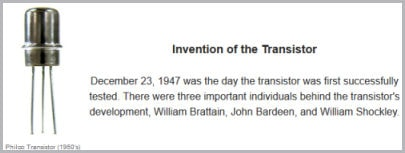 Invention of the Transistor
December 23, 1947 was the day the transistor was first successfully
tested. There were three important individuals behind the transistor's
development, William Brattain, John Bardeen, and William Shockley.
Philco Transistor (1960's)